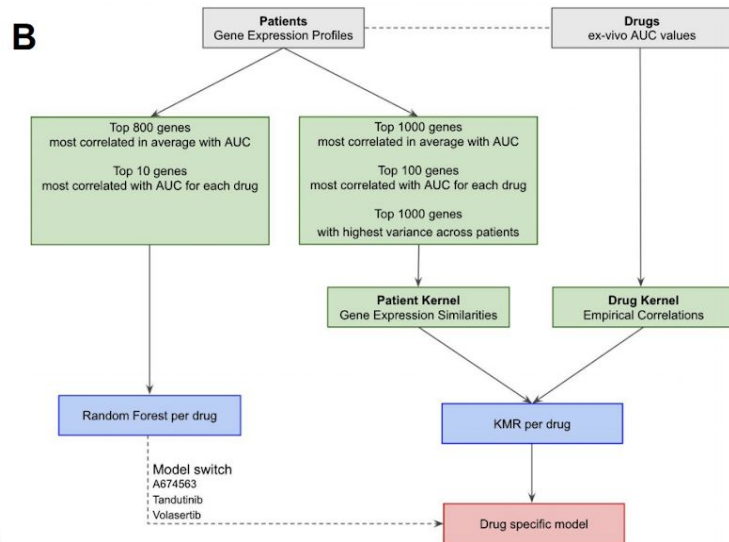 B
Patients
Gene Expression Profiles
Drugs
ex-vivo AUC values
Top 800 genes
most correlated in average with AUC
Top 10 genes
most correlated with AUC for each drug
Top 1000 genes
most correlated in average with AUC
Top 100 genes
most correlated with AUC for each drug
Top 1000 genes
with highest variance across patients
Patient Kernel
Gene Expression Similarities
Drug Kernel
Empirical Correlations
Random Forest per drug
KMR per drug
Model switch
A674563
Tandutinib
Volasertib
Drug specific model